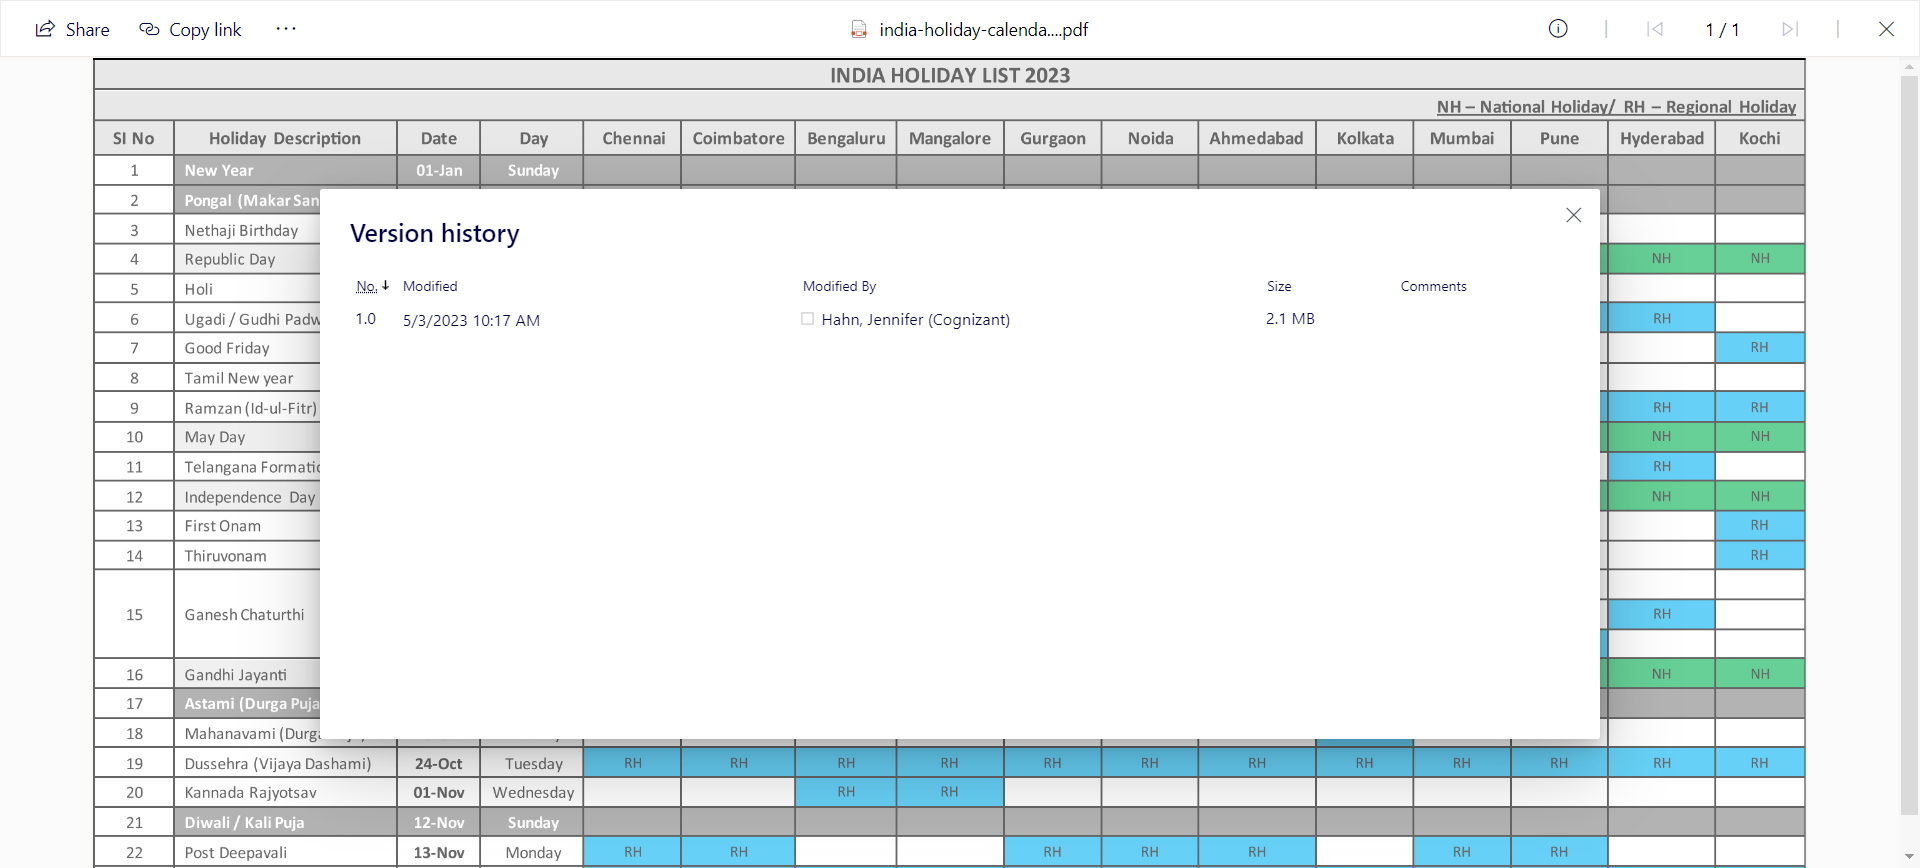 Share Copy link ··· india-holiday-calenda....pdf 1 / 1
INDIA HOLIDAY LIST 2023
NH – National Holiday/ RH – Regional Holiday
SI No Holiday Description Date Day Chennai Coimbatore Bengaluru Mangalore Gurgaon Noida Ahmedabad Kolkata Mumbai Pune Hyderabad Kochi
1 New Year 01-Jan Sunday
2 Pongal (Makar San
3 Nethaji Birthday
Version history
4 Republic Day NH NH
No. Modified Modified By Size Comments
5 Holi
1.0 5/3/2023 10:17 AM Hahn, Jennifer (Cognizant) 2.1 MB
6 Ugadi / Gudhi Padw RH
7 Good Friday RH
8 Tamil New year
9 Ramzan (Id-ul-Fitr) RH RH
10 May Day NH NH
11 Telangana Formatio RH
12 Independence Day NH NH
13 First Onam RH
14 Thiruvonam RH
15 Ganesh Chaturthi RH
16 Gandhi Jayanti NH NH
17 Astami (Durga Puja
18 Mahanavami (Durga
19 Dussehra (Vijaya Dashami) 24-Oct Tuesday RH RH RH RH RH RH RH RH RH RH RH RH
20 Kannada Rajyotsav 01-Nov Wednesday RH RH
21 Diwali / Kali Puja 12-Nov Sunday
22 Post Deepavali 13-Nov Monday RH RH RH RH RH RH RH